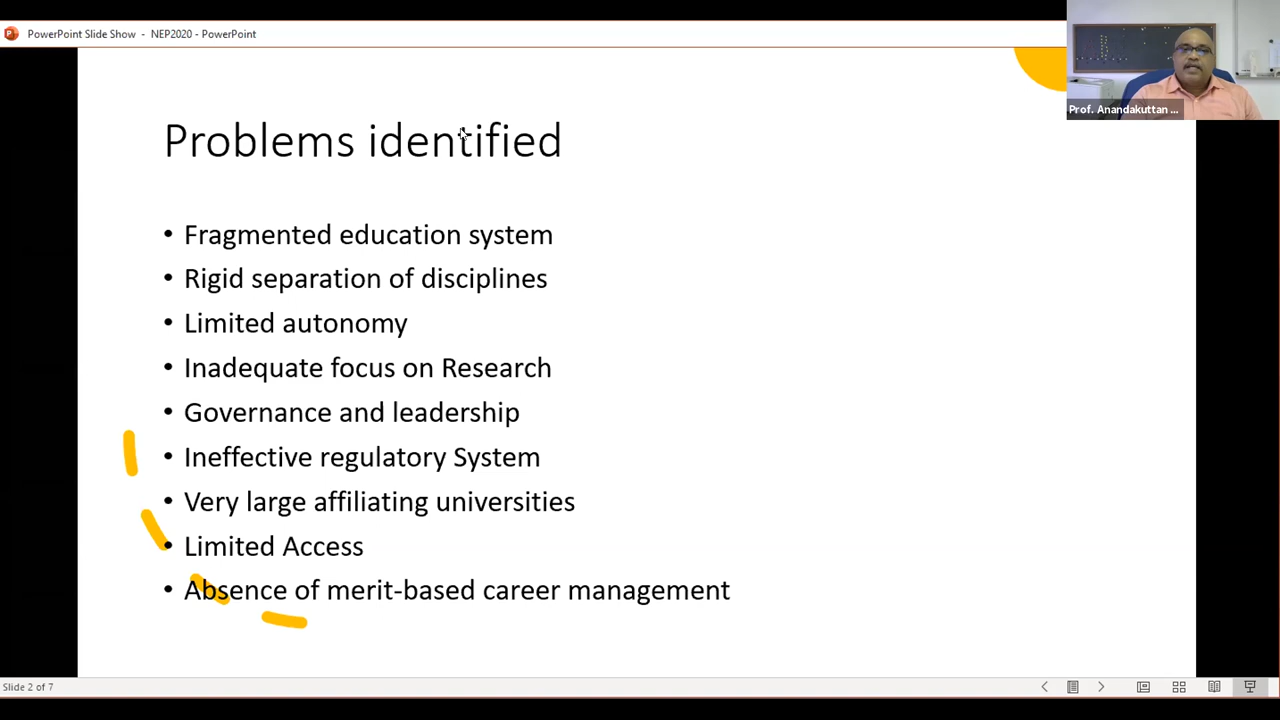 PowerPoint Slide Show - NEP2020 - PowerPoint
Prof. Anandakuttan ...
Problems identified
• Fragmented education system
• Rigid separation of disciplines
• Limited autonomy
• Inadequate focus on Research
• Governance and leadership
• Ineffective regulatory System
• Very large affiliating universities
• Limited Access
• Absence of merit-based career management
Slide 2 of 7